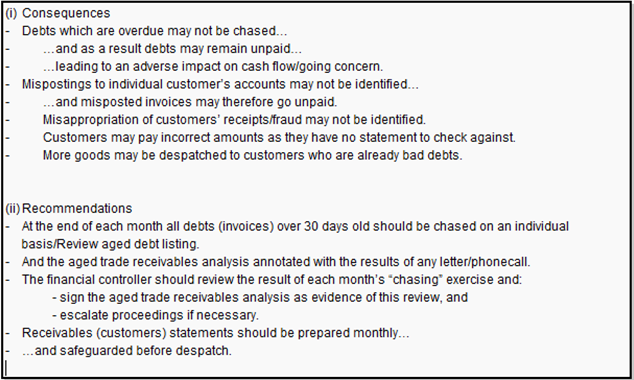 (i) Consequences
- Debts which are overdue may not be chased…
- …and as a result debts may remain unpaid…
- …leading to an adverse impact on cash flow/going concern.
- Mispostings to individual customer's accounts may not be identified…
- …and misposted invoices may therefore go unpaid.
- Misappropriation of customers' receipts/fraud may not be identified.
- Customers may pay incorrect amounts as they have no statement to check against.
- More goods may be despatched to customers who are already bad debts.
(ii) Recommendations
- At the end of each month all debts (invoices) over 30 days old should be chased on an individual
basis/Review aged debt listing.
- And the aged trade receivables analysis annotated with the results of any letter/phonecall.
- The financial controller should review the result of each month's "chasing" exercise and:
- sign the aged trade receivables analysis as evidence of this review, and
- escalate proceedings if necessary.
- Receivables (customers) statements should be prepared monthly…
- …and safeguarded before despatch.